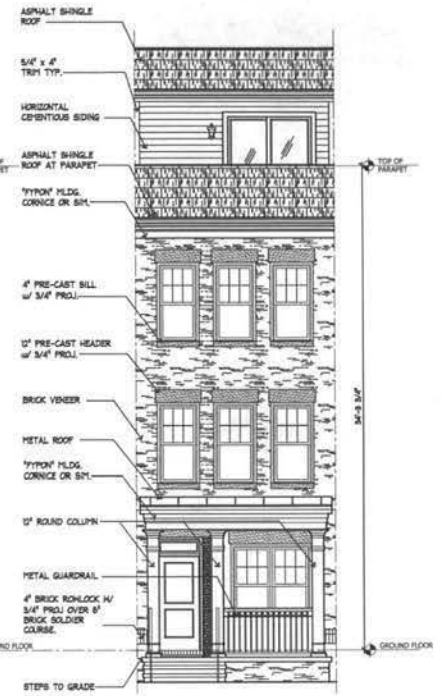 ASPHALT SHINGLE
ROOF
5/4" x 4"
TRIM TYP.
HORIZONTAL
CEMENTIOUS SIDING
ASPHALT SHINGLE
ROOF AT PARAPET
"FYPON" MLDG.
CORNICE OR SIM.
4" PRE-CAST SILL
w/ 3/4" PROJ.
12" PRE-CAST HEADER
w/ 3/4" PROJ.
BRICK VENEER
METAL ROOF
"FYPON" MLDG.
CORNICE OR SIM.
12" ROUND COLUMN
METAL GUARDRAIL
4" BRICK ROWLOCK W/
3/4" PROJ OVER 8"
BRICK SOLDIER
COURSE.
ND FLOOR
STEPS TO GRADE
TOP OF
PARAPET
GROUND FLOOR